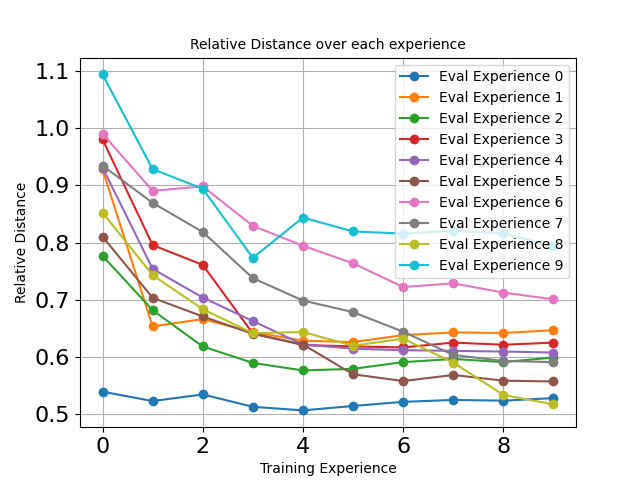 Relative Distance over each experience
Relative Distance
1.1
1.0
0.9
0.8
0.7
0.6
0.5
0
2
4
6
8
Training Experience
Eval Experience 0
Eval Experience 1
Eval Experience 2
Eval Experience 3
Eval Experience 4
Eval Experience 5
Eval Experience 6
Eval Experience 7
Eval Experience 8
Eval Experience 9